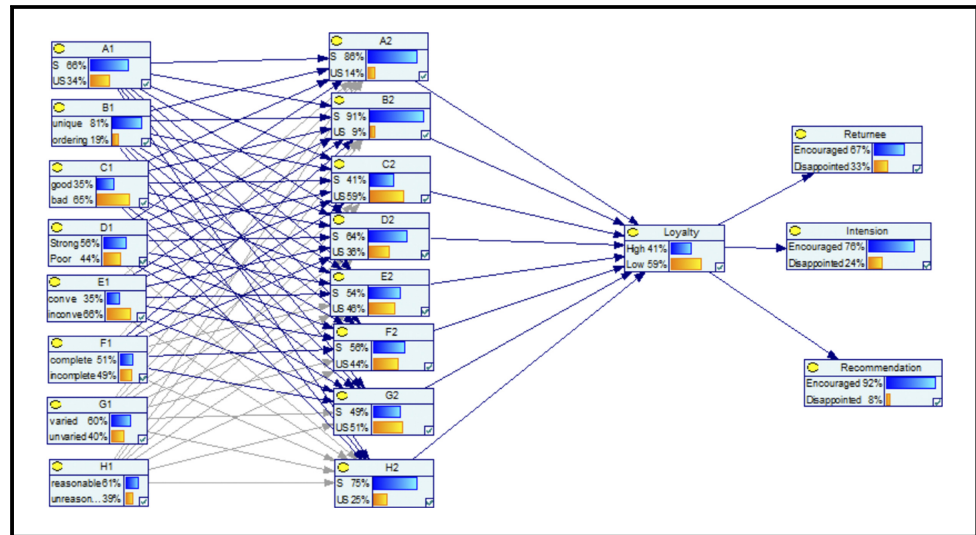 A1
S 66%
US 34%
B1
unique 81%
ordering 19%
C1
good 35%
bad 65%
D1
Strong 56%
Poor 44%
E1
conve 35%
inconve 66%
F1
complete 51%
incomplete 49%
G1
varied 60%
unvaried 40%
H1
reasonable 61%
unreason... 39%
A2
S 86%
US 14%
B2
S 91%
US 9%
C2
S 41%
US 59%
D2
S 64%
US 36%
E2
S 54%
US 46%
F2
S 56%
US 44%
G2
S 49%
US 51%
H2
S 75%
US 25%
Loyalty
High 41%
Low 59%
Returnee
Encouraged 67%
Disappointed 33%
Intension
Encouraged 76%
Disappointed 24%
Recommendation
Encouraged 92%
Disappointed 8%